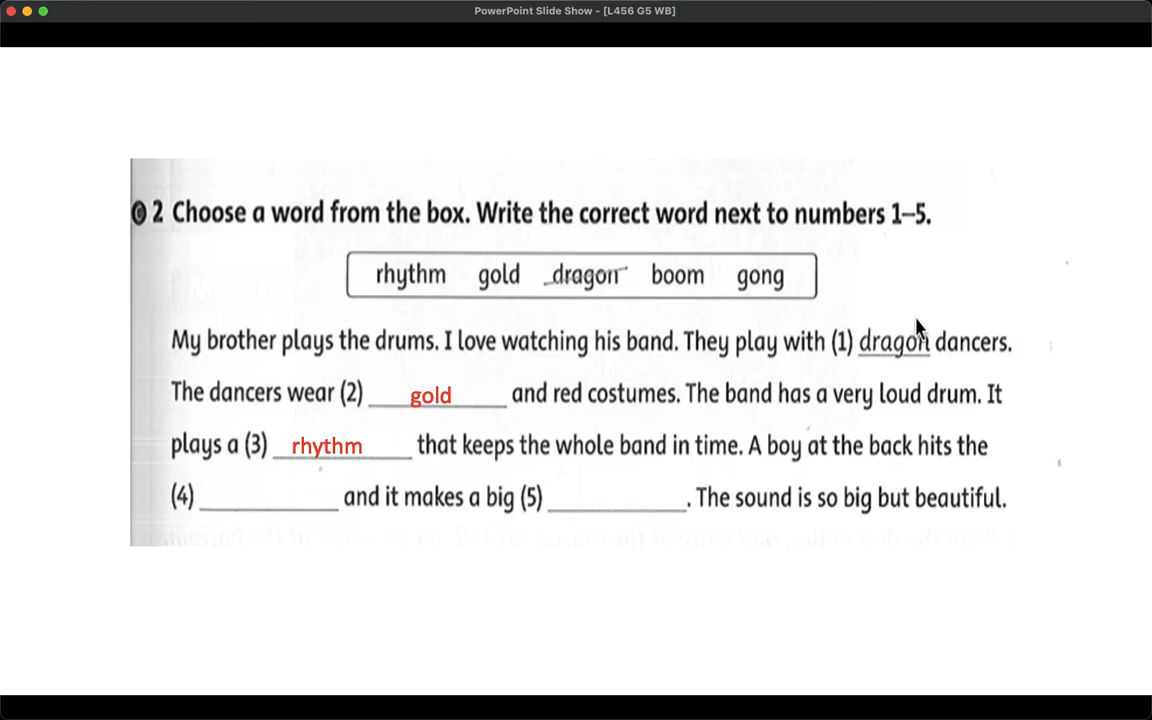 PowerPoint Slide Show - [L456 G5 WB]
2 Choose a word from the box. Write the correct word next to numbers 1–5.
rhythm gold dragon boom gong
My brother plays the drums. I love watching his band. They play with (1) dragon dancers.
The dancers wear (2) gold and red costumes. The band has a very loud drum. It
plays a (3) rhythm that keeps the whole band in time. A boy at the back hits the
(4) ____________ and it makes a big (5) ____________. The sound is so big but beautiful.